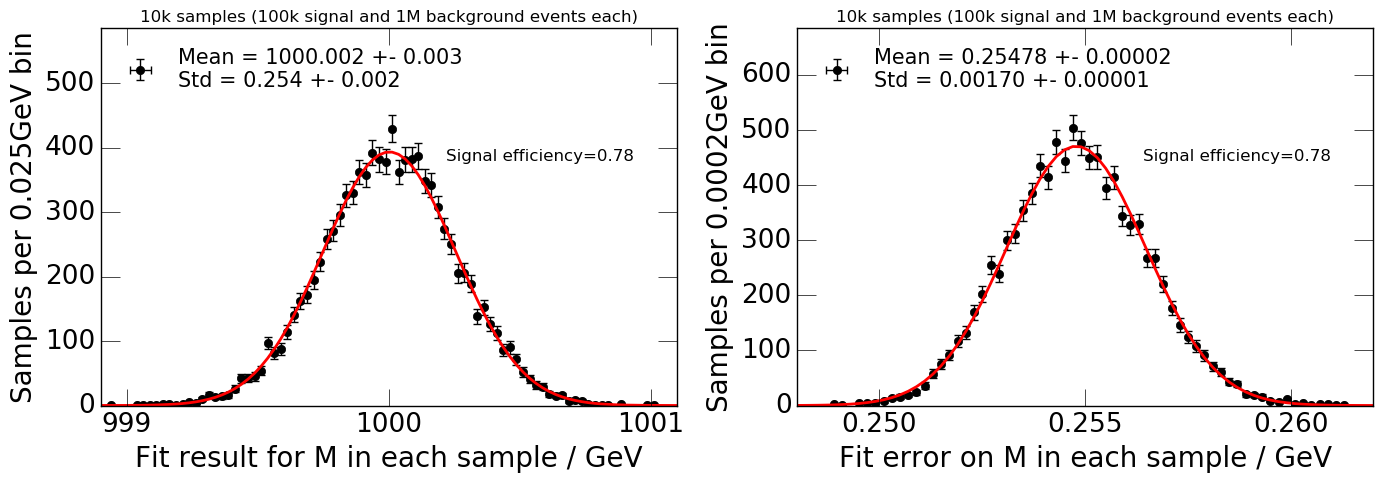 10k samples (100k signal and 1M background events each)
Samples per 0.025GeV bin
Mean = 1000.002 +- 0.003
Std = 0.254 +- 0.002
Signal efficiency=0.78
500
400
300
200
100
0
999
1000
1001
Fit result for M in each sample / GeV
10k samples (100k signal and 1M background events each)
Samples per 0.0002GeV bin
Mean = 0.25478 +- 0.00002
Std = 0.00170 +- 0.00001
Signal efficiency=0.78
600
500
400
300
200
100
0
0.250
0.255
0.260
Fit error on M in each sample / GeV